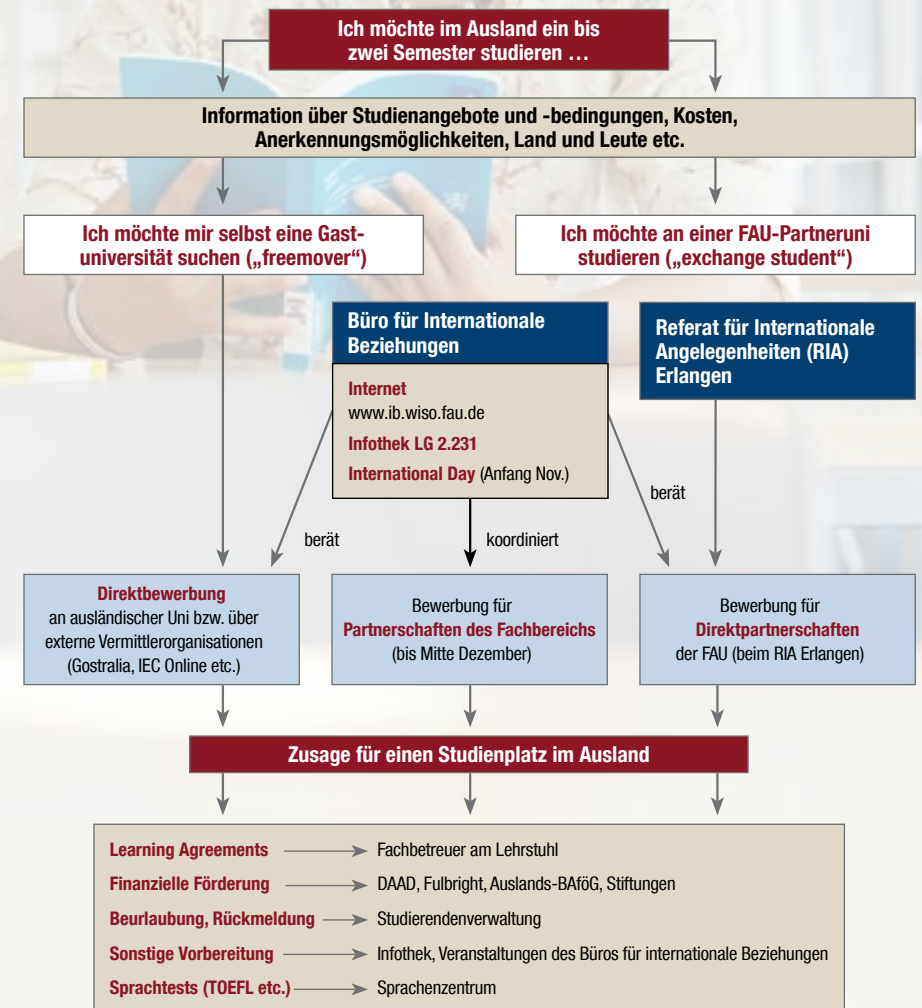 Ich möchte im Ausland ein bis
zwei Semester studieren …
Information über Studienangebote und -bedingungen, Kosten,
Anerkennungsmöglichkeiten, Land und Leute etc.
Ich möchte mir selbst eine Gast-
universität suchen („freemover“)
Ich möchte an einer FAU-Partneruni
studieren („exchange student“)
Büro für Internationale
Beziehungen
Internet
www.ib.wiso.fau.de
Infothek LG 2.231
International Day (Anfang Nov.)
Referat für Internationale
Angelegenheiten (RIA)
Erlangen
berät
koordiniert
berät
Direktbewerbung
an ausländischer Uni bzw. über
externe Vermittlerorganisationen
(Gostralia, IEC Online etc.)
Bewerbung für
Partnerschaften des Fachbereichs
(bis Mitte Dezember)
Bewerbung für
Direktpartnerschaften
der FAU (beim RIA Erlangen)
Zusage für einen Studienplatz im Ausland
Learning Agreements Fachbetreuer am Lehrstuhl
Finanzielle Förderung DAAD, Fulbright, Auslands-BAföG, Stiftungen
Beurlaubung, Rückmeldung Studierendenverwaltung
Sonstige Vorbereitung Infothek, Veranstaltungen des Büros für internationale Beziehungen
Sprachtests (TOEFL etc.) Sprachenzentrum